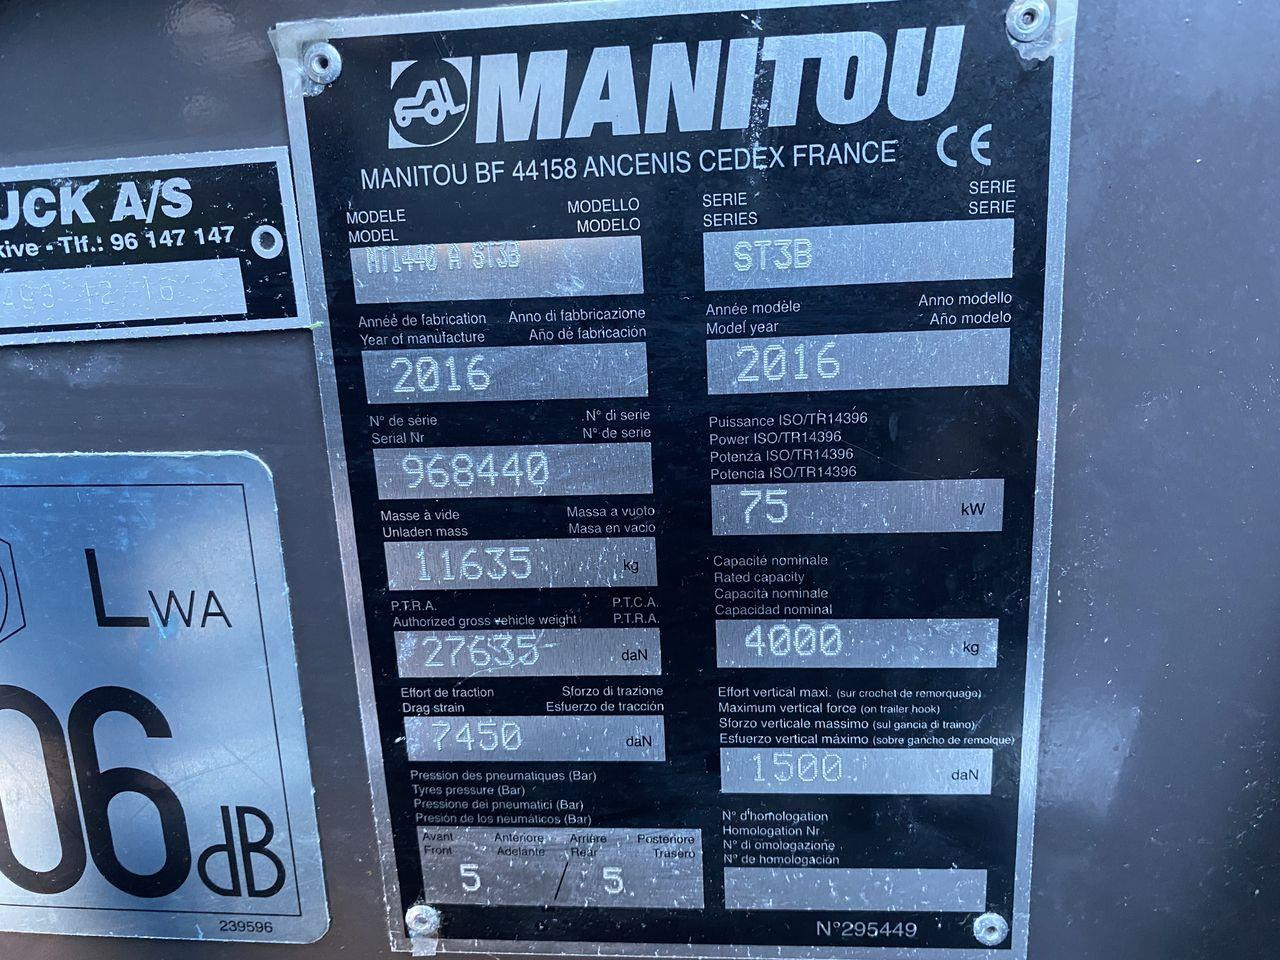 MANITOU
MANITOU BF 44158 ANCENIS CEDEX FRANCE CE
MODELE MODELLO
MODEL MODELO
MT1440 A ST3B
SERIE SERIE
SERIES SERIE
ST3B
Année de fabrication Anno di fabbricazione
Year of manufacture Año de fabricación
2016
Année modèle Anno modello
Model year Año modelo
2016
N° de série N° di serie
Serial Nr N° de serie
968440
Puissance ISO/TR14396
Power ISO/TR14396
Potenza ISO/TR14396
Potencia ISO/TR14396
75 kW
Masse à vide Massa a vuoto
Unladen mass Masa en vacio
11635 kg
Capacité nominale
Rated capacity
Capacità nominale
Capacidad nominal
4000 kg
P.T.R.A. P.T.C.A.
Authorized gross vehicle weight P.T.R.A.
27635 daN
Effort de traction Sforzo di trazione
Drag strain Esfuerzo de tracción
7450 daN
Effort vertical maxi. (sur crochet de remorquage)
Maximum vertical force (on trailer hook)
Sforzo verticale massimo (sul gancia di traino)
Esfuerzo vertical máximo (sobre gancho de remolque)
1500 daN
Pression des pneumatiques (Bar)
Tyres pressure (Bar)
Pressione dei pneumatici (Bar)
Presión de los neumáticos (Bar)
Avant Antériore Arrière Posteriore
Front Adelante Rear Trasero
5 / 5
N° d'homologation
Homologation Nr
N° di omologazione
N° de homologación
N°295449
UCK A/S
kive - Tlf.: 96 147 147
12/16
LWA
06 dB
239596